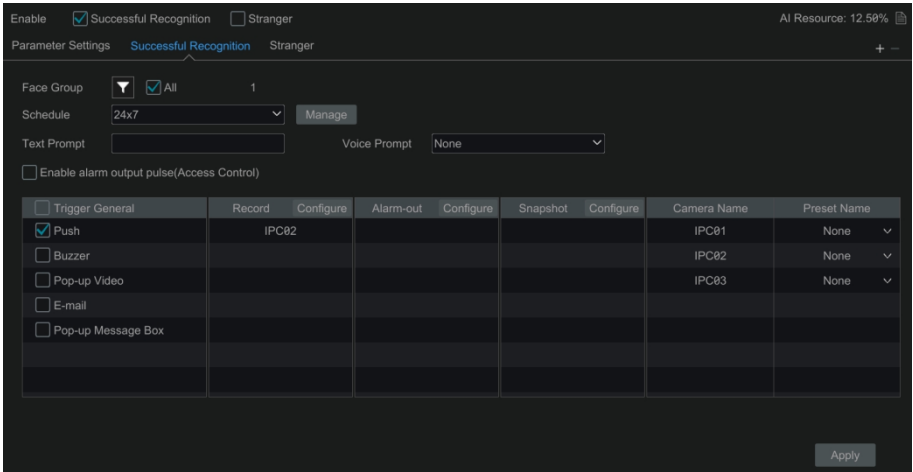 Enable Successful Recognition Stranger AI Resource: 12.50%
Parameter Settings Successful Recognition Stranger + −
Face Group All 1
Schedule 24x7 Manage
Text Prompt Voice Prompt None
Enable alarm output pulse(Access Control)
Trigger General Record Configure Alarm-out Configure Snapshot Configure Camera Name Preset Name
Push IPC02 IPC01 None
Buzzer IPC02 None
Pop-up Video IPC03 None
E-mail
Pop-up Message Box
Apply